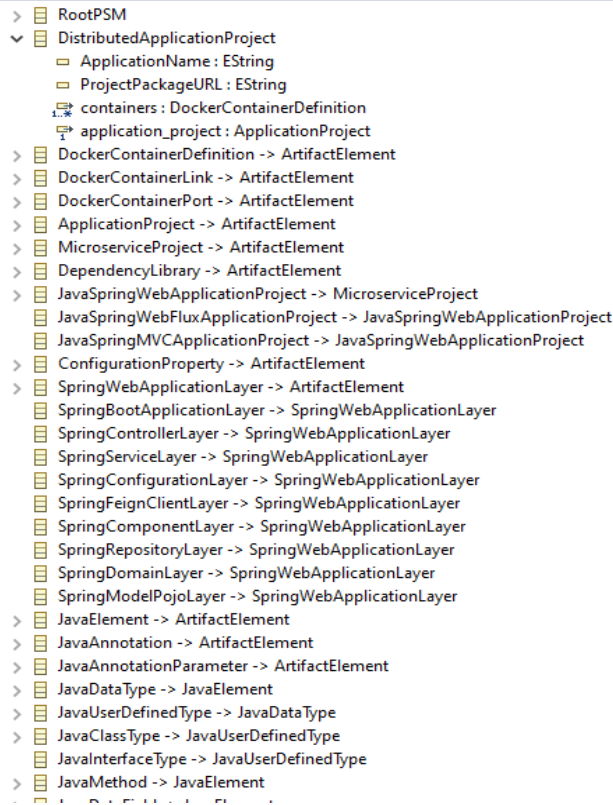 RootPSM
DistributedApplicationProject
ApplicationName : EString
ProjectPackageURL : EString
1..* containers : DockerContainerDefinition
1 application_project : ApplicationProject
DockerContainerDefinition -> ArtifactElement
DockerContainerLink -> ArtifactElement
DockerContainerPort -> ArtifactElement
ApplicationProject -> ArtifactElement
MicroserviceProject -> ArtifactElement
DependencyLibrary -> ArtifactElement
JavaSpringWebApplicationProject -> MicroserviceProject
JavaSpringWebFluxApplicationProject -> JavaSpringWebApplicationProject
JavaSpringMVCApplicationProject -> JavaSpringWebApplicationProject
ConfigurationProperty -> ArtifactElement
SpringWebApplicationLayer -> ArtifactElement
SpringBootApplicationLayer -> SpringWebApplicationLayer
SpringControllerLayer -> SpringWebApplicationLayer
SpringServiceLayer -> SpringWebApplicationLayer
SpringConfigurationLayer -> SpringWebApplicationLayer
SpringFeignClientLayer -> SpringWebApplicationLayer
SpringComponentLayer -> SpringWebApplicationLayer
SpringRepositoryLayer -> SpringWebApplicationLayer
SpringDomainLayer -> SpringWebApplicationLayer
SpringModelPojoLayer -> SpringWebApplicationLayer
JavaElement -> ArtifactElement
JavaAnnotation -> ArtifactElement
JavaAnnotationParameter -> ArtifactElement
JavaDataType -> JavaElement
JavaUserDefinedType -> JavaDataType
JavaClassType -> JavaUserDefinedType
JavaInterfaceType -> JavaUserDefinedType
JavaMethod -> JavaElement